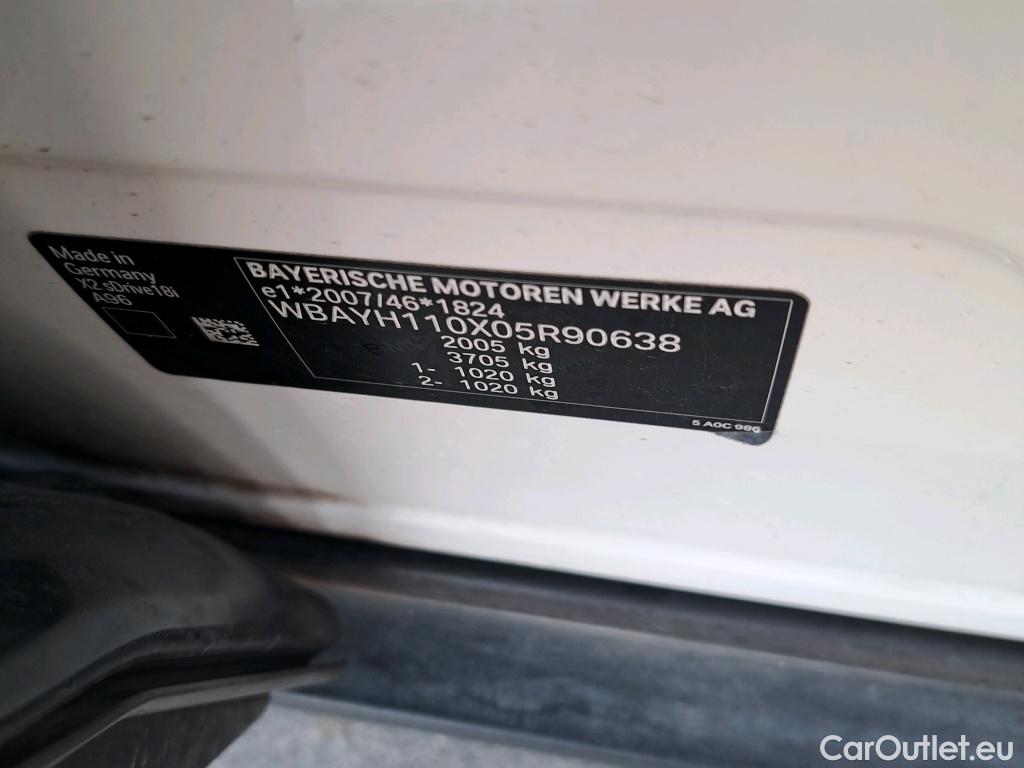 Made in
Germany
X2 sDrive18i
A96
BAYERISCHE MOTOREN WERKE AG
e1*2007/46*1824
WBAYH110X05R90638
2005 kg
3705 kg
1- 1020 kg
2- 1020 kg
5 A0C 986
CarOutlet.eu